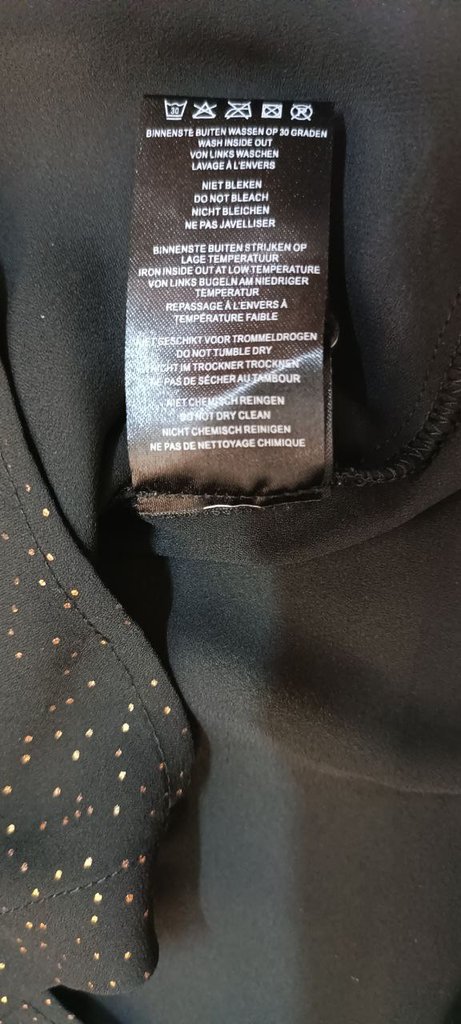 30
BINNENSTE BUITEN WASSEN OP 30 GRADEN
WASH INSIDE OUT
VON LINKS WASCHEN
LAVAGE À L'ENVERS
NIET BLEKEN
DO NOT BLEACH
NICHT BLEICHEN
NE PAS JAVELLISER
BINNENSTE BUITEN STRIJKEN OP
LAGE TEMPERATUUR
IRON INSIDE OUT AT LOW TEMPERATURE
VON LINKS BUGELN AM NIEDRIGER
TEMPERATUR
REPASSAGE À L'ENVERS À
TEMPÉRATURE FAIBLE
NIET GESCHIKT VOOR TROMMELDROGEN
DO NOT TUMBLE DRY
NICHT IM TROCKNER TROCKNEN
NE PAS DE SÉCHER AU TAMBOUR
NIET CHEMISCH REINGEN
DO NOT DRY CLEAN
NICHT CHEMISCH REINIGEN
NE PAS DE NETTOYAGE CHIMIQUE